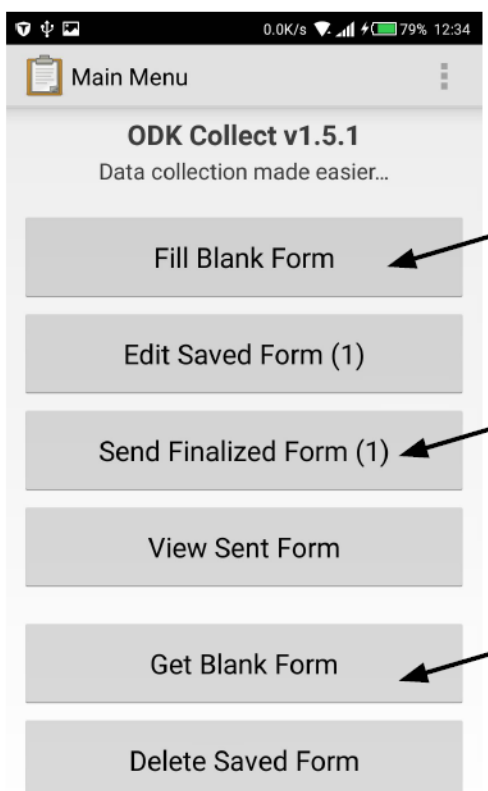 0.0K/s 79% 12:34
Main Menu
ODK Collect v1.5.1
Data collection made easier...
Fill Blank Form
Edit Saved Form (1)
Send Finalized Form (1)
View Sent Form
Get Blank Form
Delete Saved Form